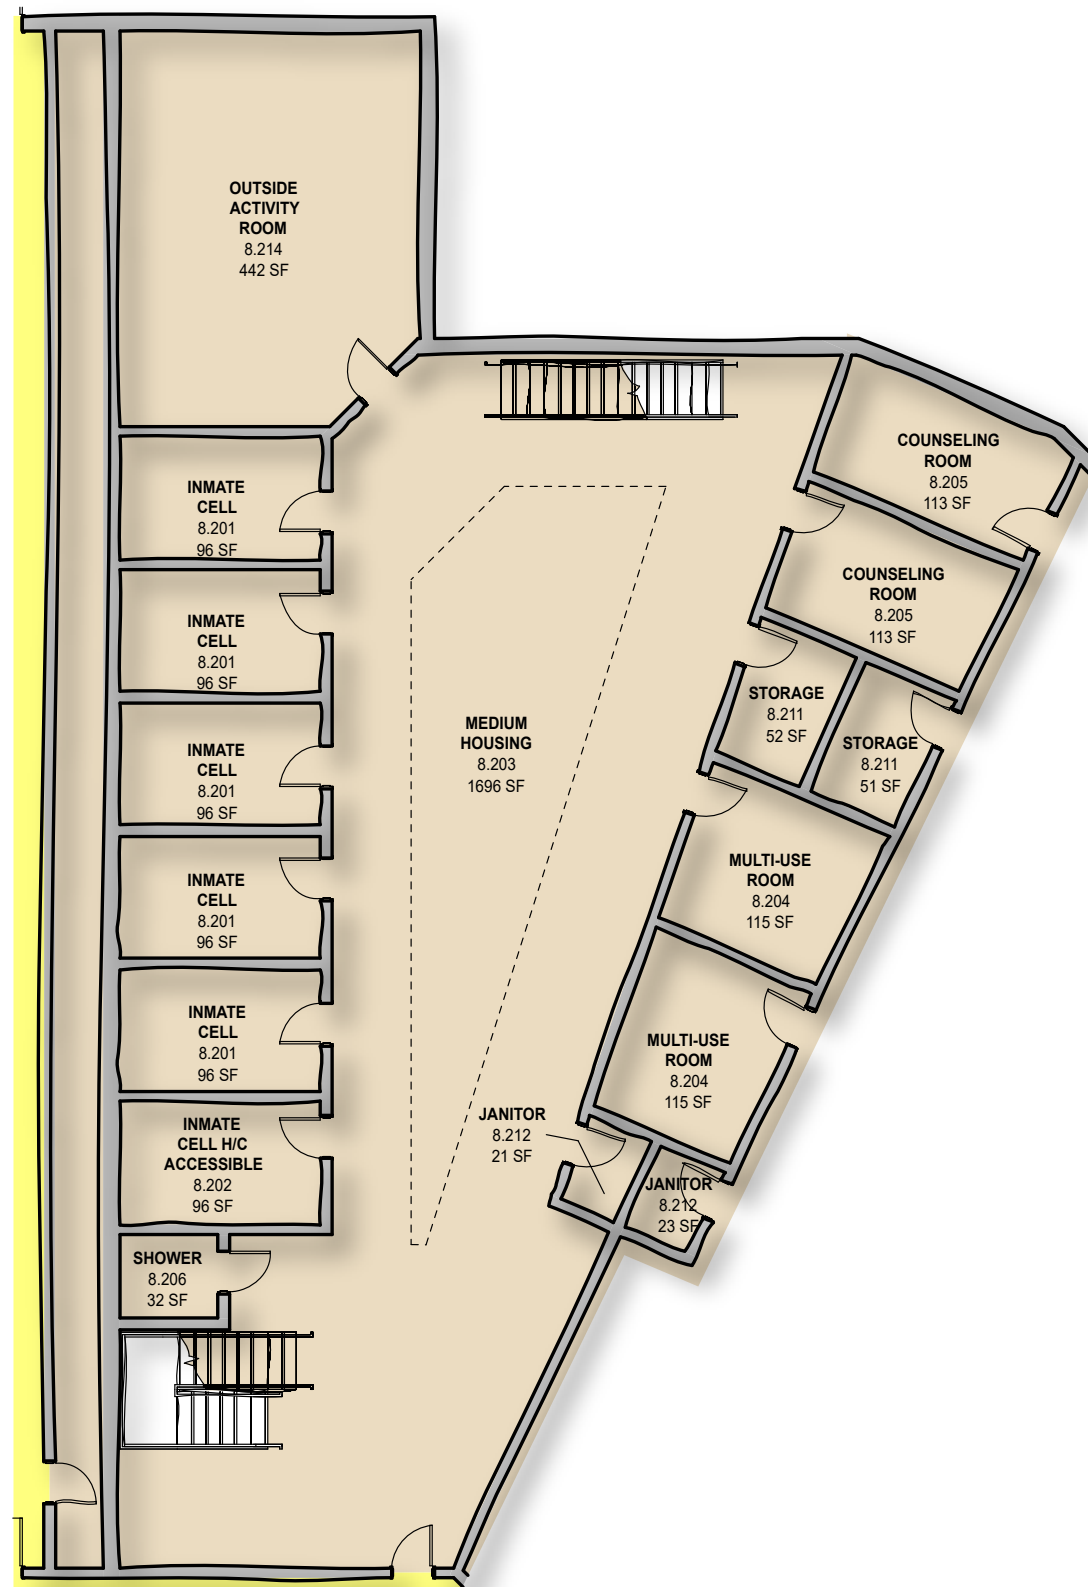 OUTSIDE
ACTIVITY
ROOM
8.214
442 SF
COUNSELING
ROOM
8.205
113 SF
INMATE
CELL
8.201
96 SF
COUNSELING
ROOM
8.205
113 SF
INMATE
CELL
8.201
96 SF
STORAGE
8.211
52 SF
STORAGE
8.211
51 SF
MEDIUM
HOUSING
8.203
1696 SF
INMATE
CELL
8.201
96 SF
MULTI-USE
ROOM
8.204
115 SF
INMATE
CELL
8.201
96 SF
INMATE
CELL
8.201
96 SF
MULTI-USE
ROOM
8.204
115 SF
INMATE
CELL H/C
ACCESSIBLE
8.202
96 SF
JANITOR
8.212
21 SF
JANITOR
8.212
23 SF
SHOWER
8.206
32 SF